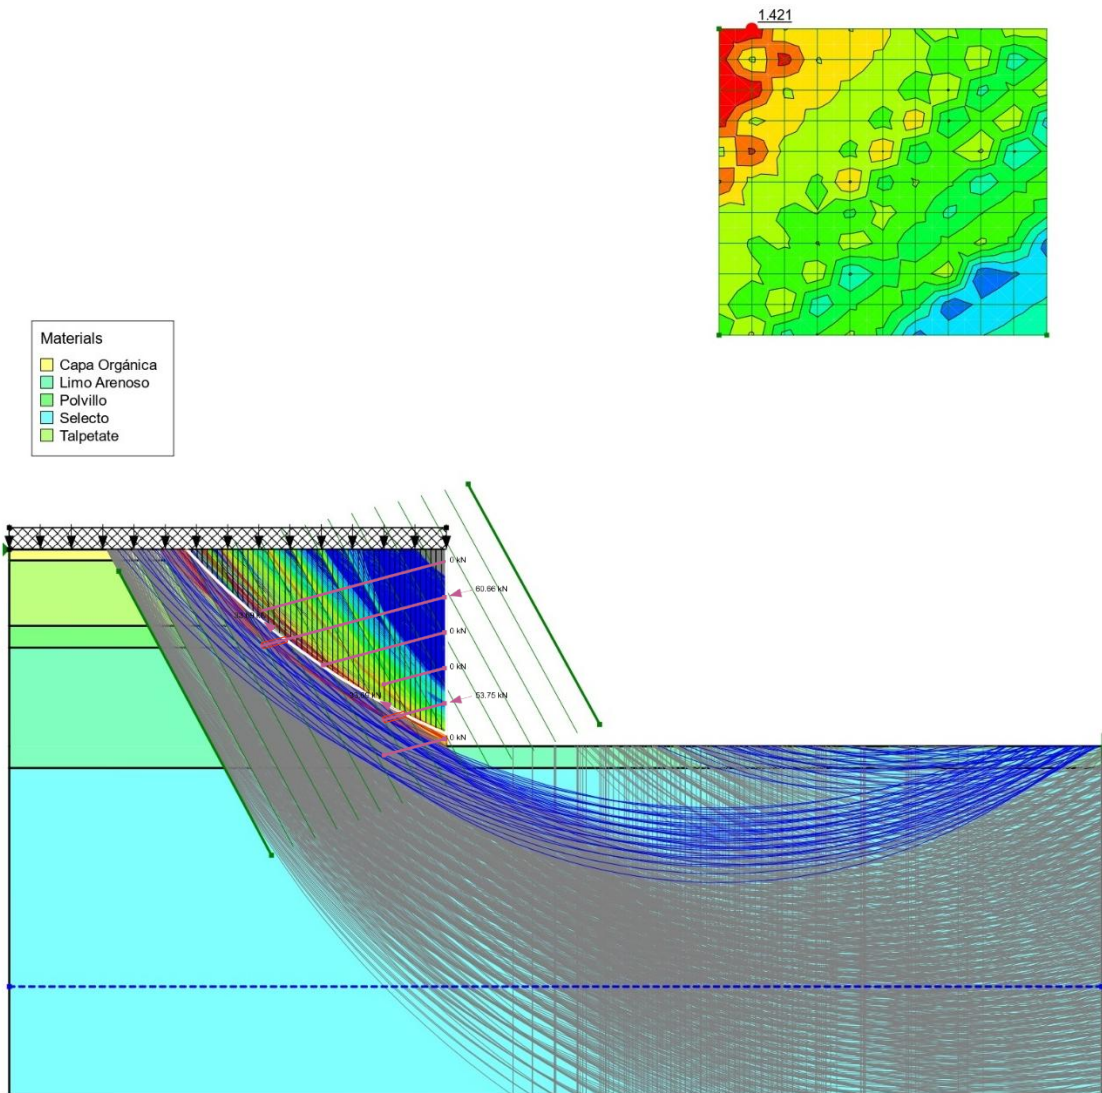 1.421
Materials
Capa Orgánica
Limo Arenoso
Polvillo
Selecto
Talpetate
0 kN
60.66 kN
0 kN
0 kN
53.75 kN
0 kN